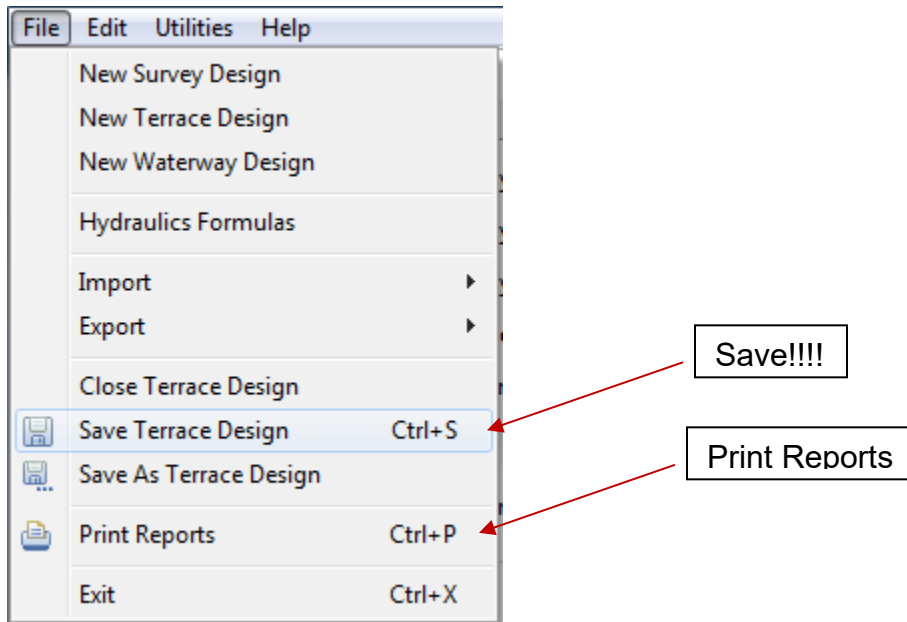 File Edit Utilities Help
New Survey Design
New Terrace Design
New Waterway Design
Hydraulics Formulas
Import
Export
Close Terrace Design
Save Terrace Design Ctrl+S
Save As Terrace Design
Print Reports Ctrl+P
Exit Ctrl+X
Save!!!!
Print Reports